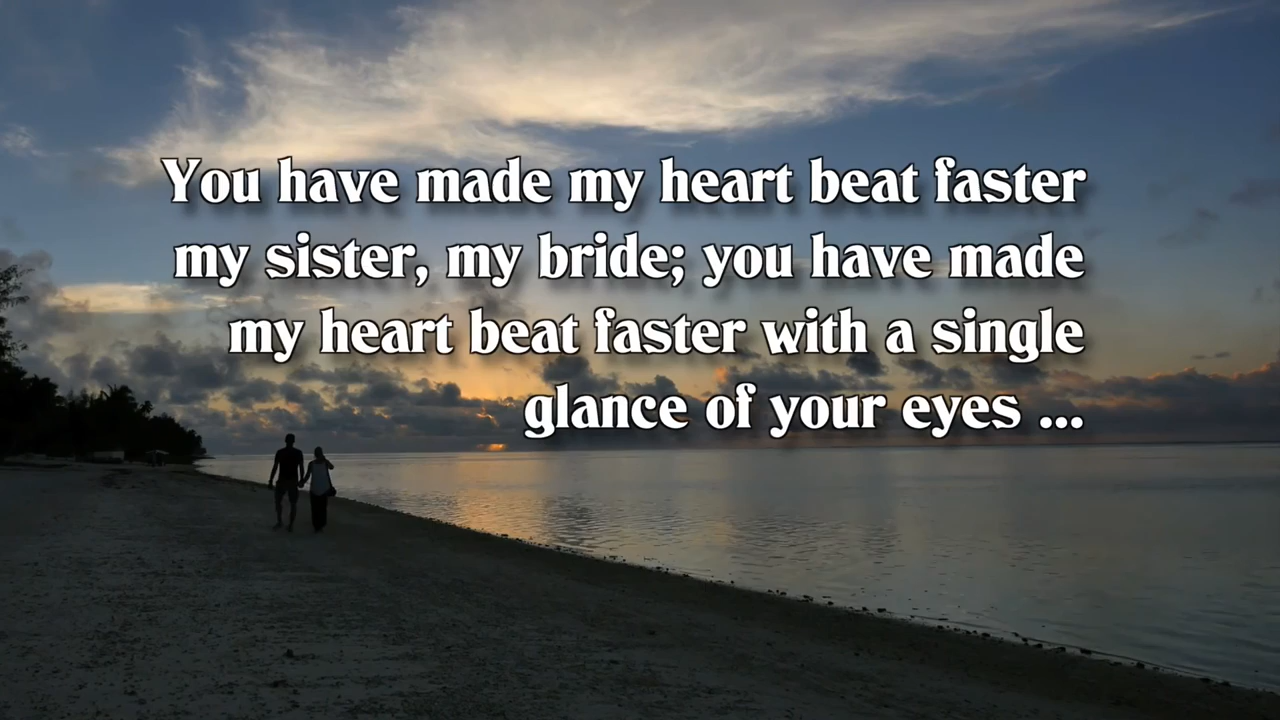 You have made my heart beat faster
my sister, my bride; you have made
my heart beat faster with a single
glance of your eyes ...